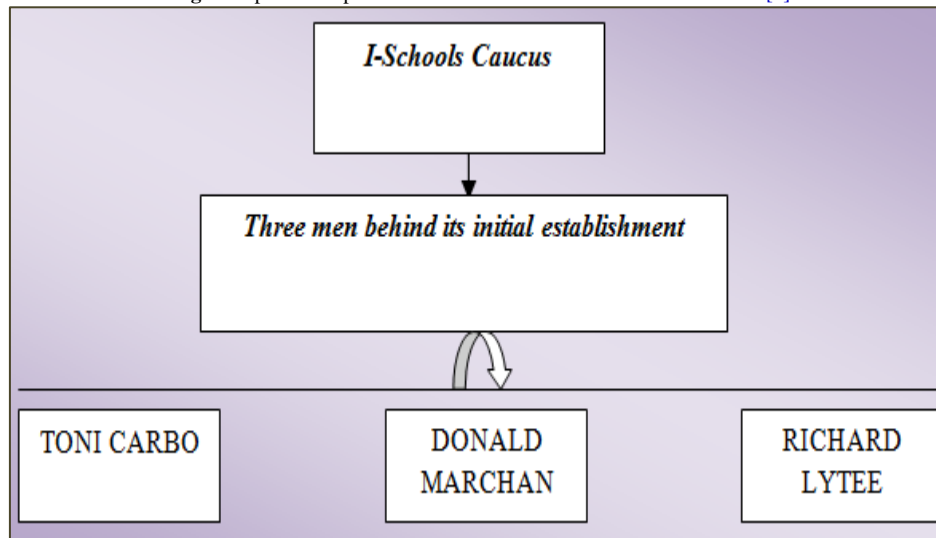 I-Schools Caucus
Three men behind its initial establishment
TONI CARBO
DONALD
MARCHAN
RICHARD
LYTEE